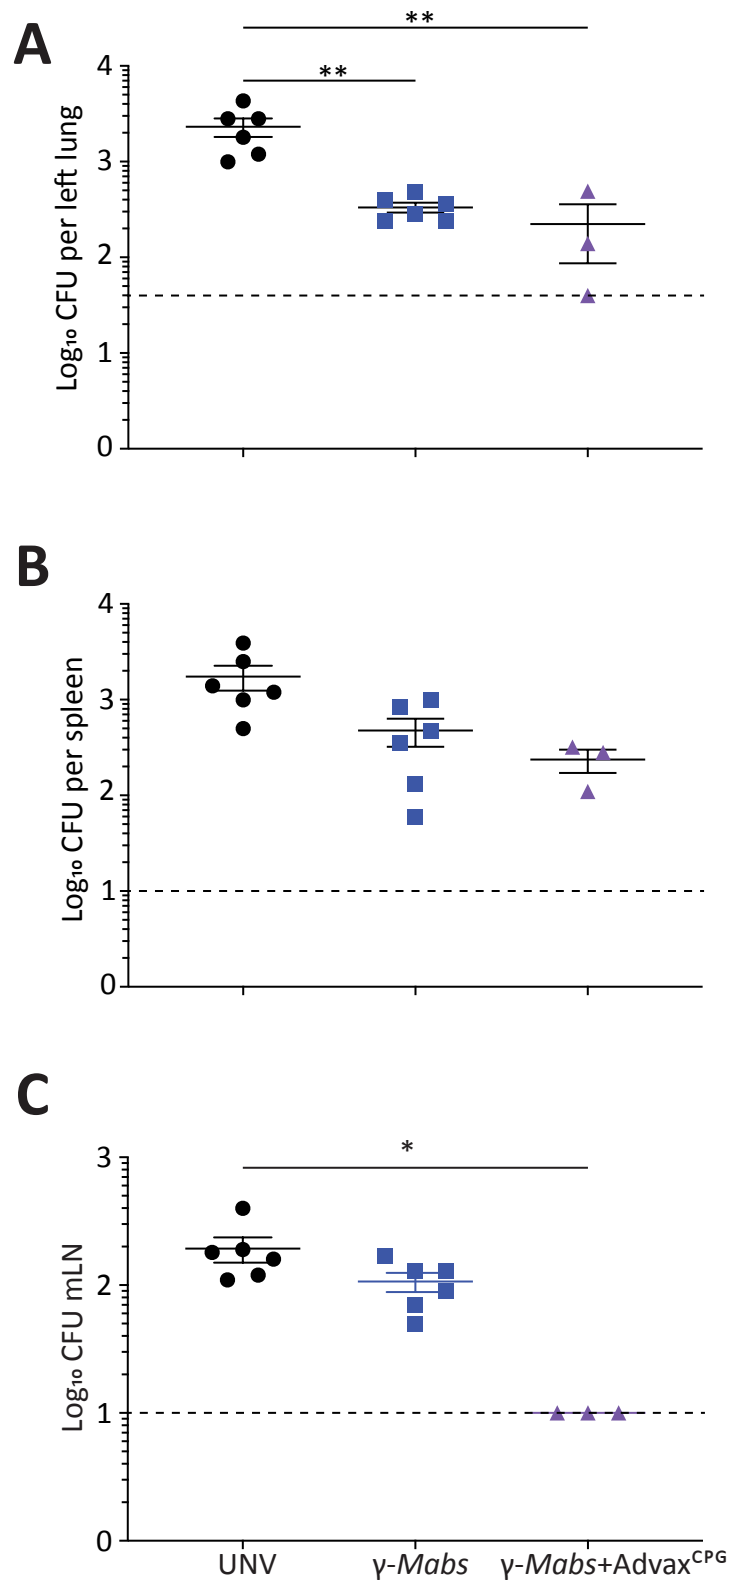 A
**
**
Log₁₀ CFU per left lung
4
3
2
1
0
B
Log₁₀ CFU per spleen
4
3
2
1
0
C
*
Log₁₀ CFU mLN
3
2
1
0
UNV
γ-Mabs
γ-Mabs+Advax^CPG